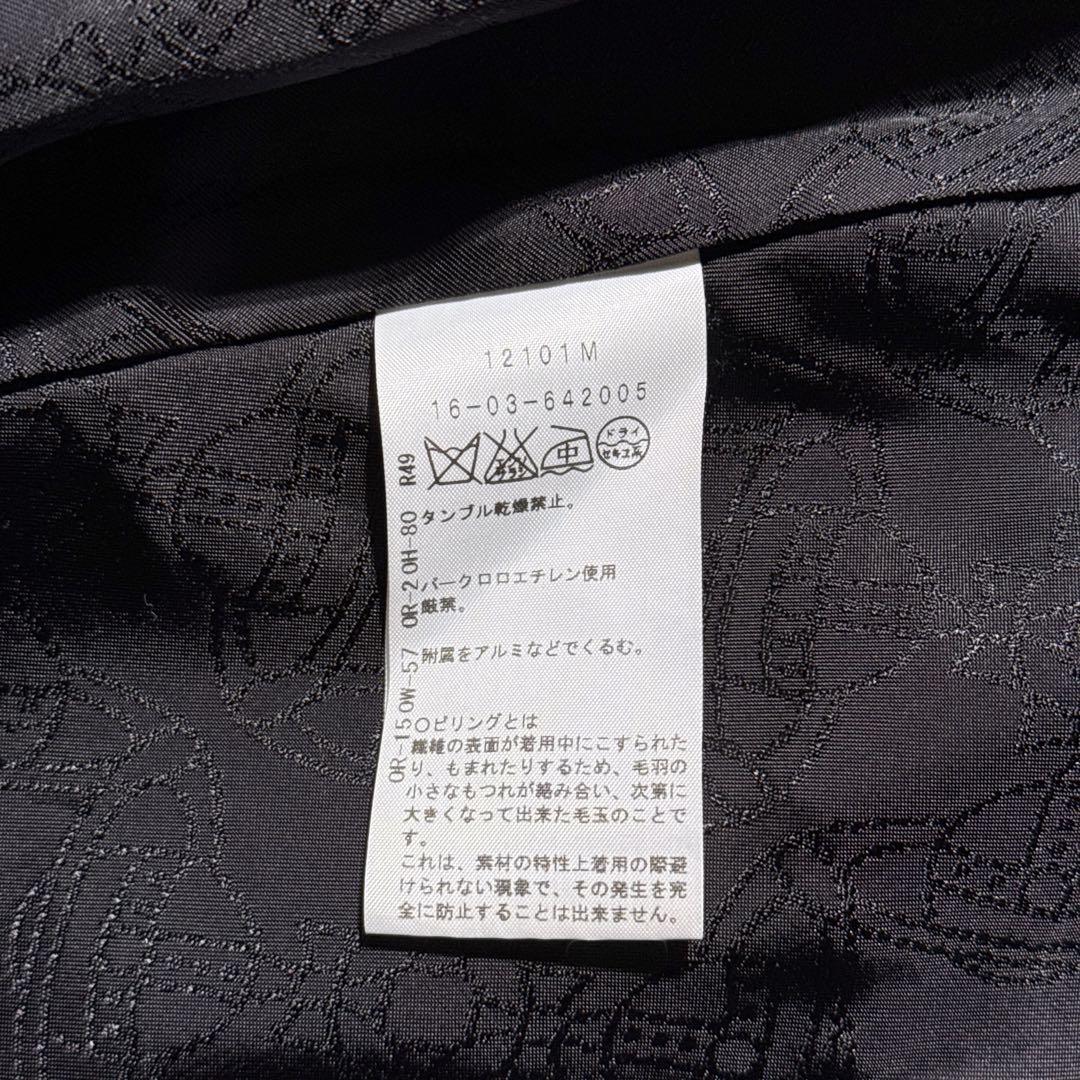 12101M
16-03-642005
エンソ
サラシ
中
ドライ
セキユ系
タンブル乾燥禁止。
パークロロエチレン使用
厳禁。
附属をアルミなどでくるむ。
〇ピリングとは
繊維の表面が着用中にこすられた
り、もまれたりするため、毛羽の
小さなもつれが絡み合い、次第に
大きくなって出来た毛玉のことで
す。
これは、素材の特性上着用の際避
けられない現象で、その発生を完
全に防止することは出来ません。
OR-150W-57 OR-20H-80 R49